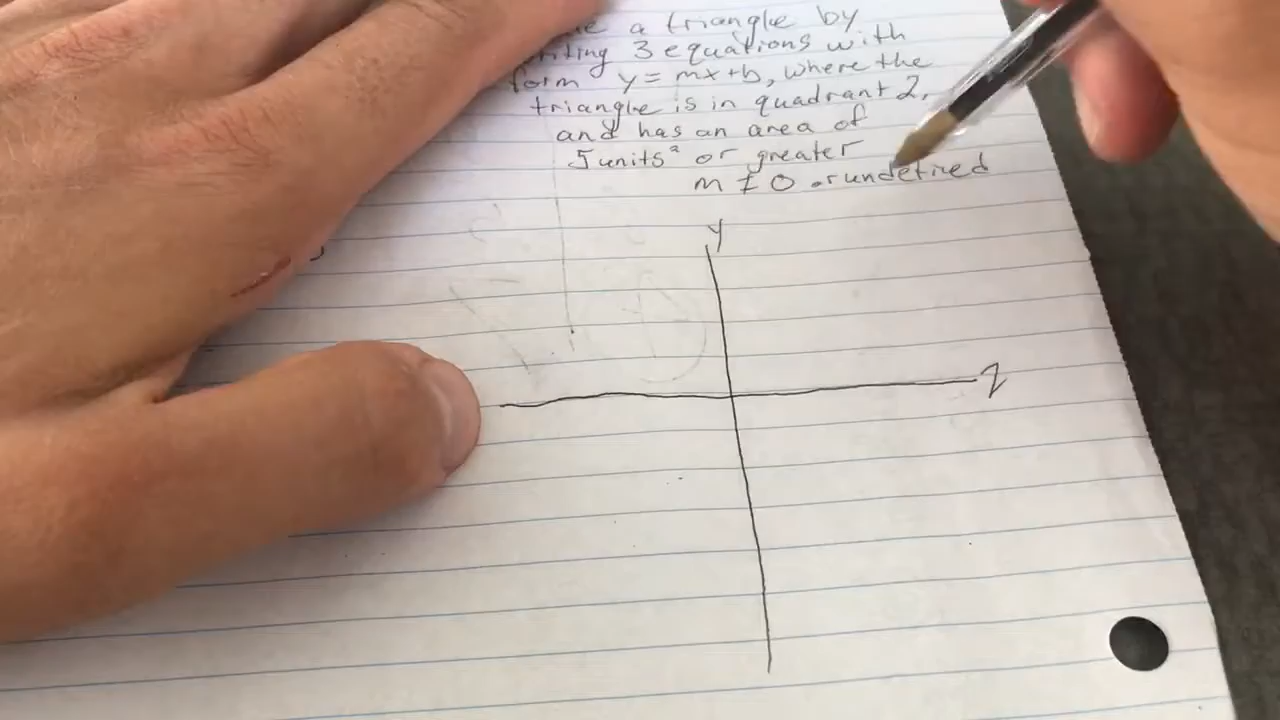 a triangle by
3 equations with
form y = mx+b, where the
triangle is in quadrant 2,
and has an area of
5 units² or greater
m ≠ 0 or undefined
y